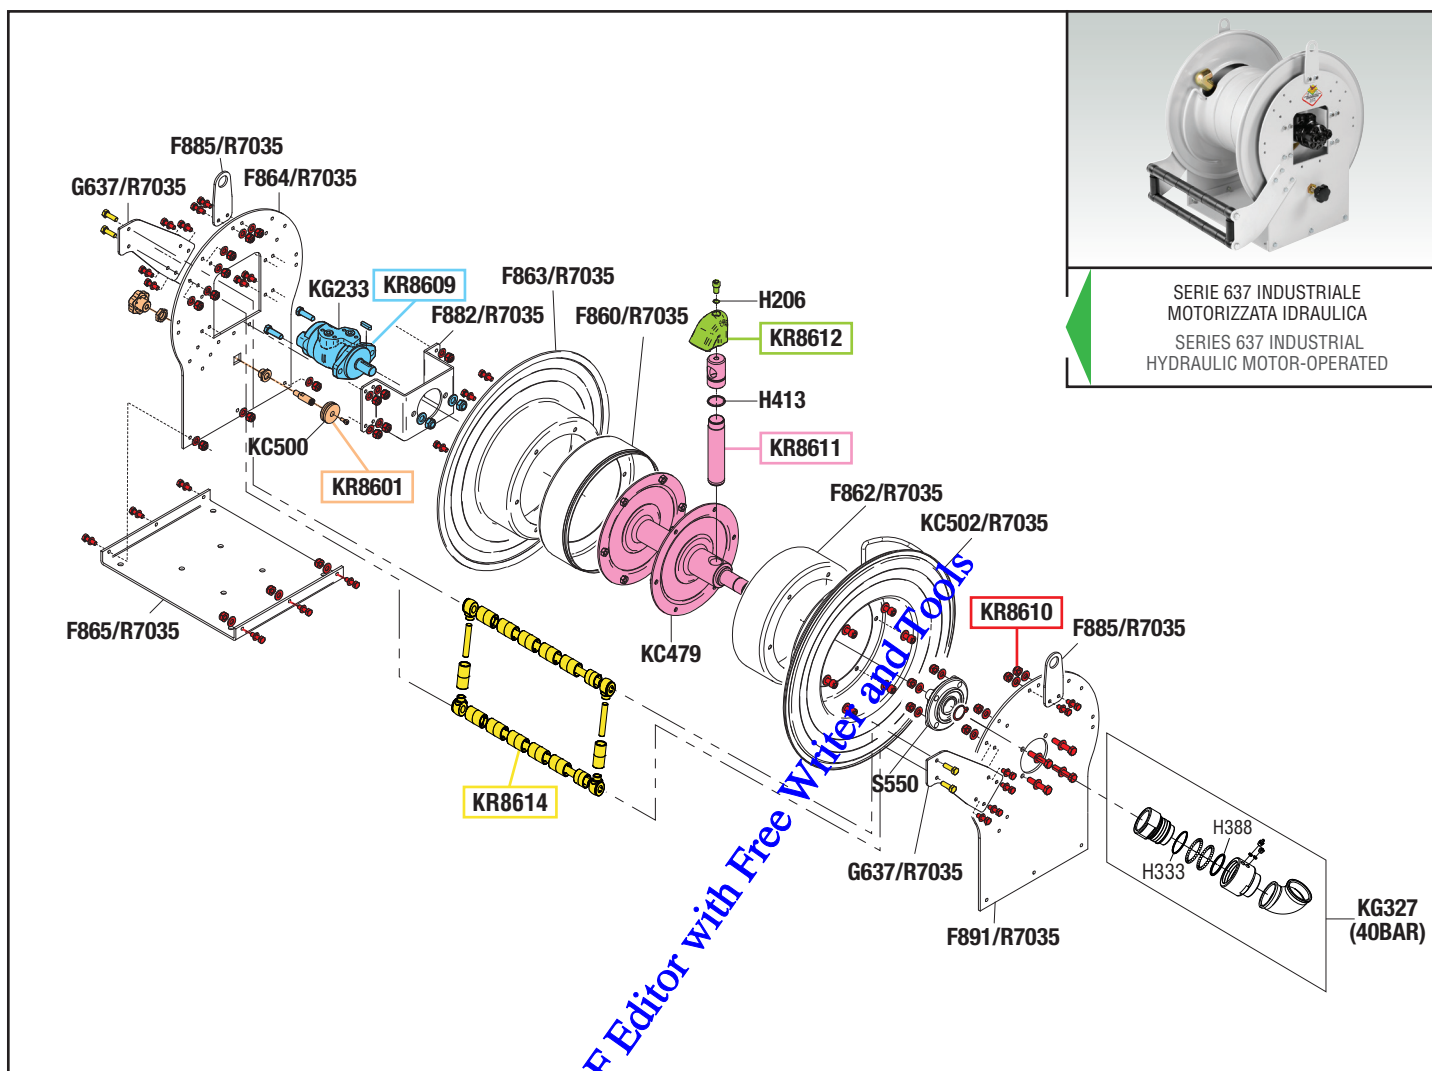 SERIE 637 INDUSTRIALE
MOTORIZZATA IDRAULICA
SERIES 637 INDUSTRIAL
HYDRAULIC MOTOR-OPERATED
F885/R7035
G637/R7035
F864/R7035
KG233
KR8609
F882/R7035
F863/R7035
F860/R7035
H206
KR8612
H413
KR8611
KC500
KR8601
F862/R7035
KC502/R7035
F865/R7035
KC479
KR8610
F885/R7035
KR8614
S550
G637/R7035
F891/R7035
H388
H333
KG327
(40BAR)
Editor with Free Writer and Tools